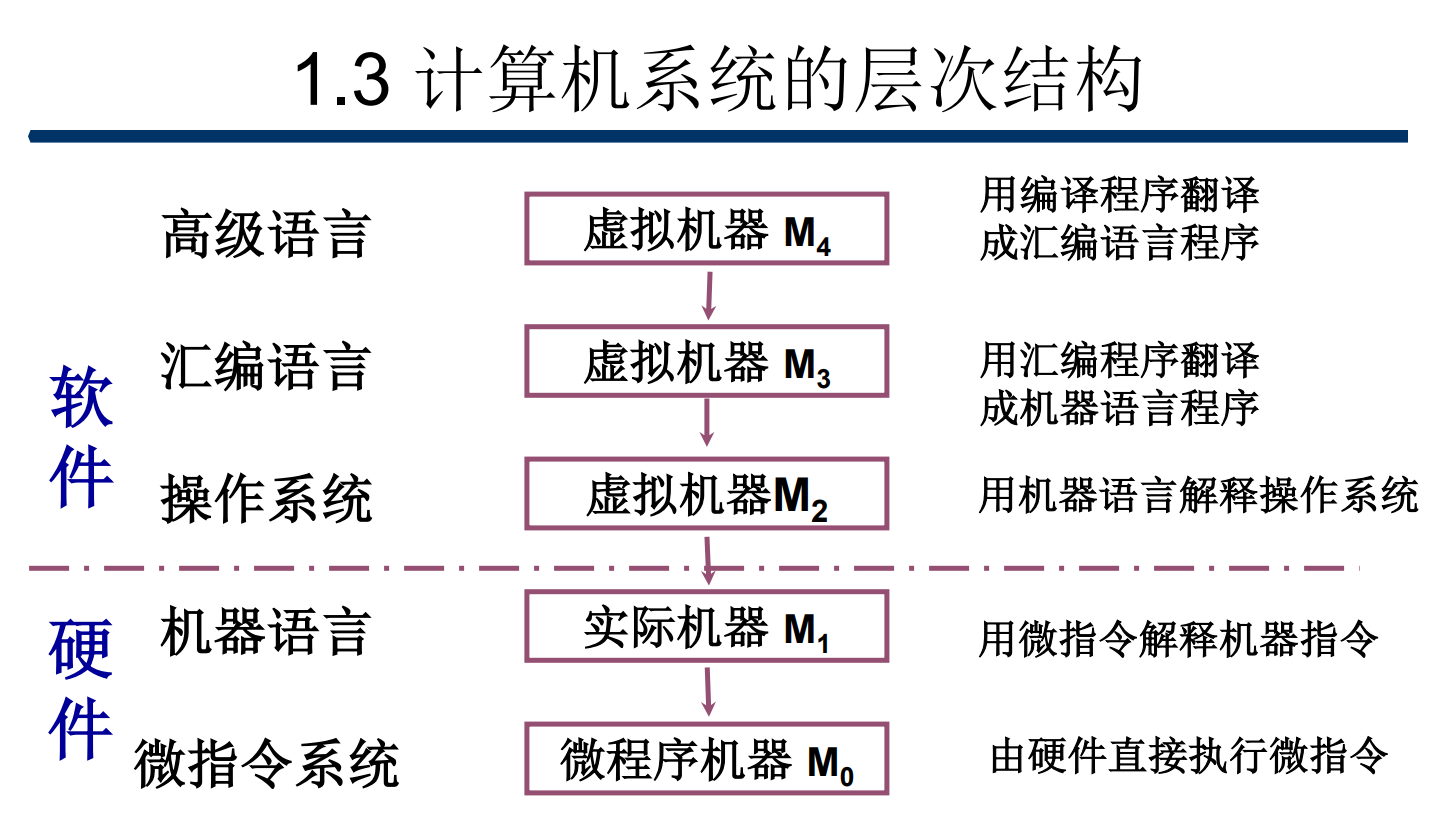 1.3 计算机系统的层次结构
高级语言
虚拟机器 M4
用编译程序翻译
成汇编语言程序
软件
汇编语言
虚拟机器 M3
用汇编程序翻译
成机器语言程序
操作系统
虚拟机器M2
用机器语言解释操作系统
硬件
机器语言
实际机器 M1
用微指令解释机器指令
微指令系统
微程序机器 M0
由硬件直接执行微指令